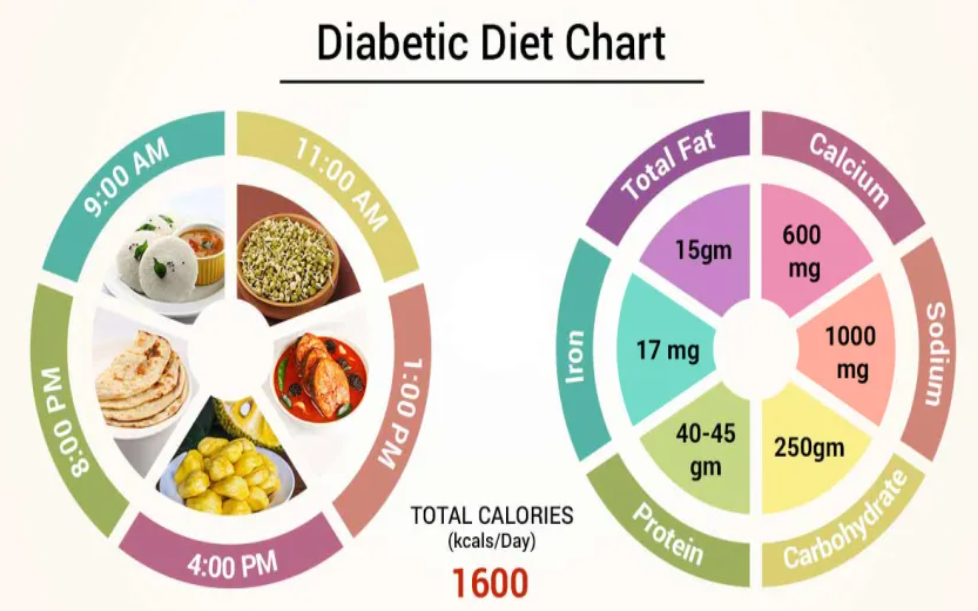 Diabetic Diet Chart
9:00 AM
11:00 AM
1:00 PM
4:00 PM
8:00 PM
TOTAL CALORIES
(kcals/Day)
1600
Total Fat
15gm
Calcium
600
mg
Sodium
1000
mg
Carbohydrate
250gm
Protein
40-45
gm
Iron
17 mg